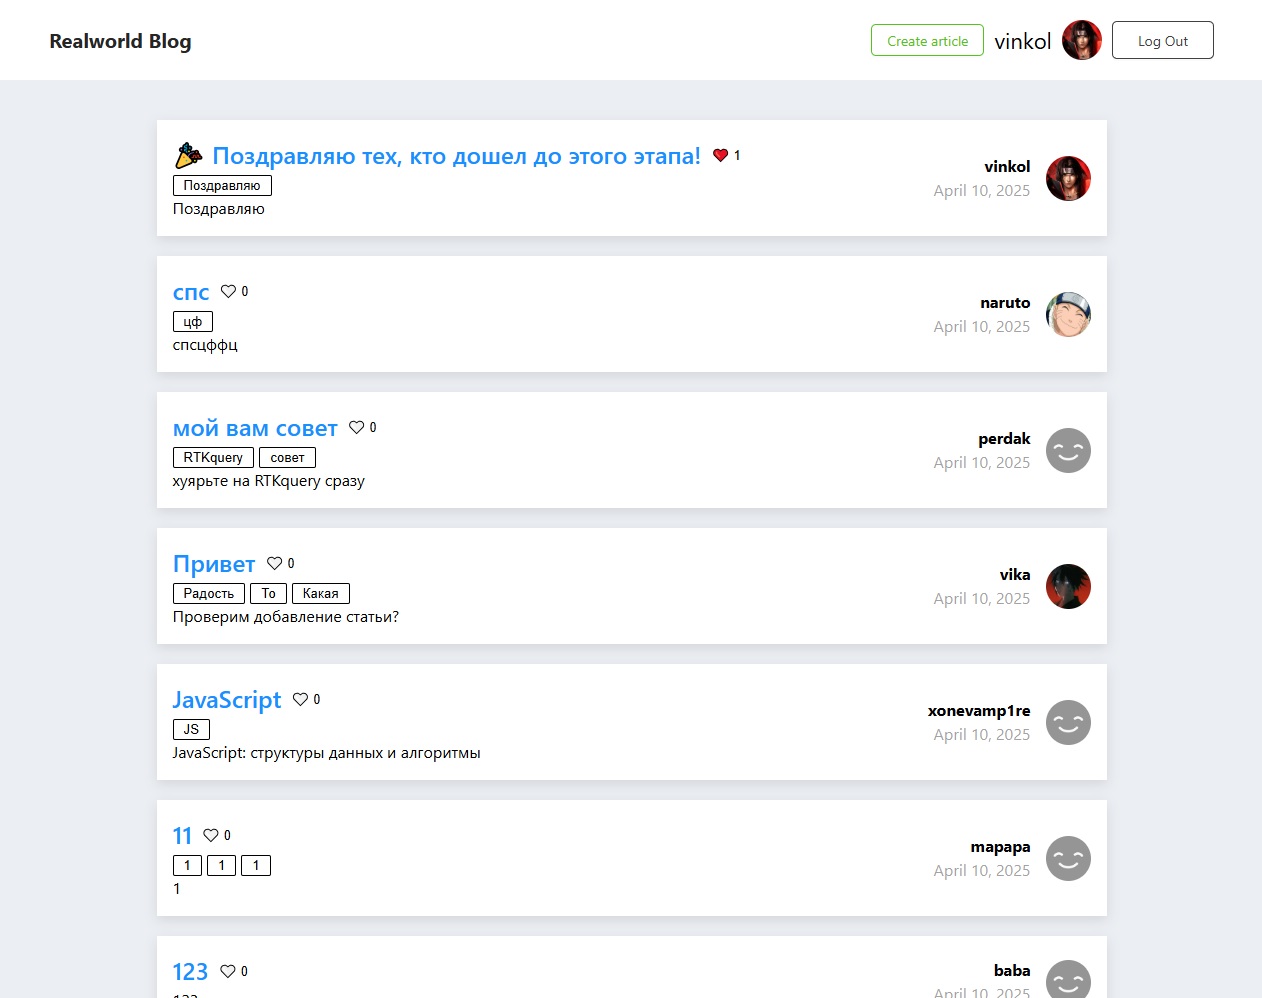 Realworld Blog
Create article
vinkol
Log Out
Поздравляю тех, кто дошел до этого этапа! 1
Поздравляю
Поздравляю
vinkol
April 10, 2025
спс 0
цф
спсцффц
naruto
April 10, 2025
мой вам совет 0
RTKquery совет
хуярьте на RTKquery сразу
perdak
April 10, 2025
Привет 0
Радость То Какая
Проверим добавление статьи?
vika
April 10, 2025
JavaScript 0
JS
JavaScript: структуры данных и алгоритмы
xonevamp1re
April 10, 2025
11 0
1 1 1
1
mapapa
April 10, 2025
123 0
baba
April 10, 2025